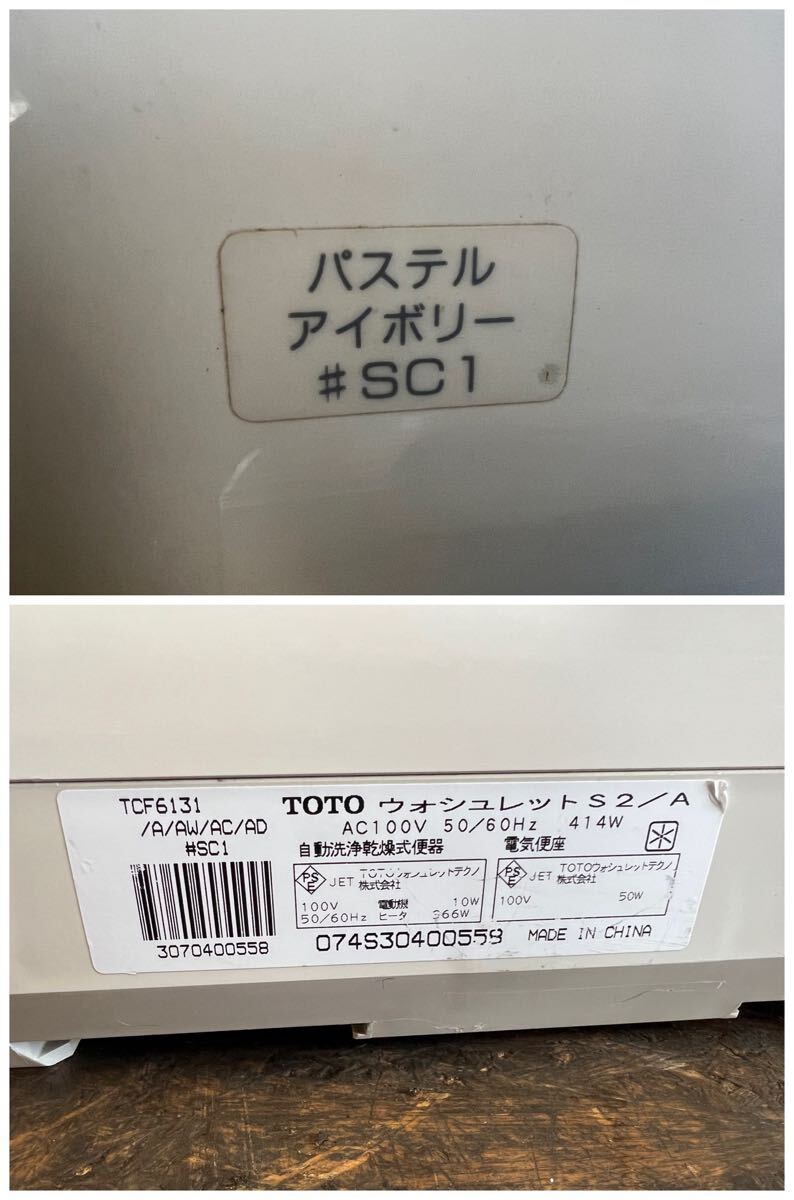 パステル
アイボリー
#SC1
TCF6131
/A/AW/AC/AD
#SC1
3070400558
TOTO ウォシュレットS2/A
AC100V 50/60Hz 414W
自動洗浄乾燥式便器
PSE JET TOTOウォシュレットテクノ
株式会社
100V 電動機 10W
50/60Hz ヒータ 366W
電気便座
PSE JET TOTOウォシュレットテクノ
株式会社
100V 50W
074S30400558 MADE IN CHINA